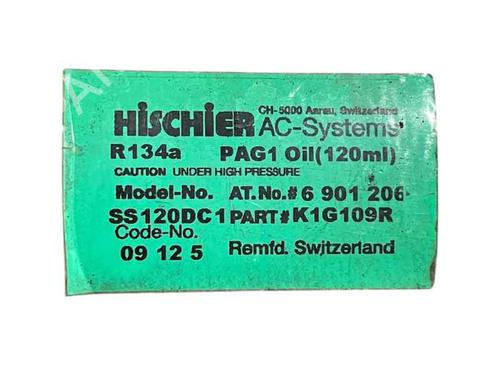 CH-5000 Aarau, Switzerland
HiSCHiER AC-Systems
R134a PAG1 Oil(120ml)
CAUTION UNDER HIGH PRESSURE
Model-No. AT.No.# 6 901 206
SS120DC1 PART# K1G109R
Code-No.
09 12 5 Remfd. Switzerland